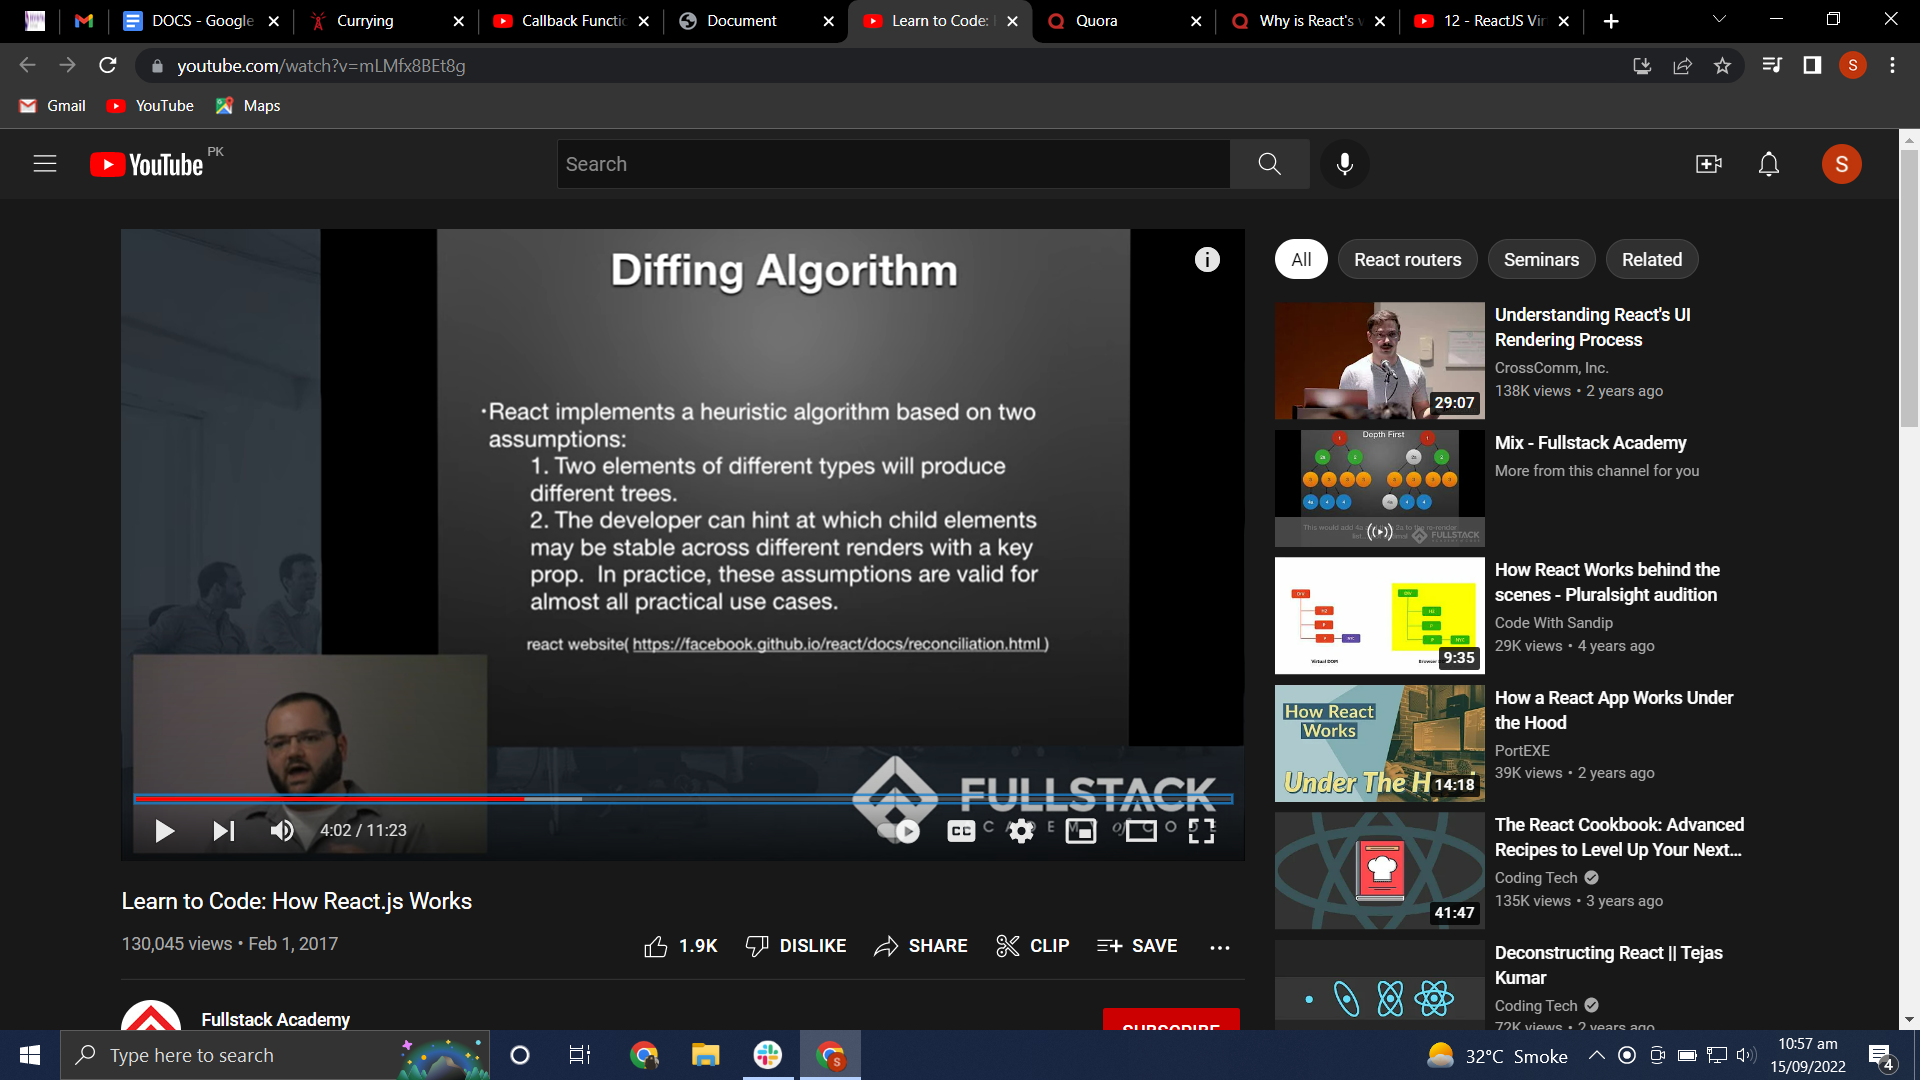 DOCS - Google
Currying
Callback Functic
Document
Learn to Code:
Quora
Why is React's v
12 - ReactJS Vir
youtube.com/watch?v=mLMfx8BEt8g
S
Gmail
YouTube
Maps
YouTube PK
Search
S
Diffing Algorithm
•React implements a heuristic algorithm based on two
assumptions:
1. Two elements of different types will produce
different trees.
2. The developer can hint at which child elements
may be stable across different renders with a key
prop. In practice, these assumptions are valid for
almost all practical use cases.
react website( https://facebook.github.io/react/docs/reconciliation.html )
FULLSTACK
ACADEMY of CODE
4:02 / 11:23
CC
Learn to Code: How React.js Works
130,045 views • Feb 1, 2017
1.9K
DISLIKE
SHARE
CLIP
SAVE
Fullstack Academy
SUBSCRIBE
All
React routers
Seminars
Related
29:07
Understanding React's UI
Rendering Process
CrossComm, Inc.
138K views • 2 years ago
Depth First
FULLSTACK
Mix - Fullstack Academy
More from this channel for you
Virtual DOM
9:35
How React Works behind the
scenes - Pluralsight audition
Code With Sandip
29K views • 4 years ago
How React
Works
Under The H
14:18
How a React App Works Under
the Hood
PortEXE
39K views • 2 years ago
41:47
The React Cookbook: Advanced
Recipes to Level Up Your Next...
Coding Tech
135K views • 3 years ago
Deconstructing React || Tejas
Kumar
Coding Tech
72K views • 2 years ago
Type here to search
32°C Smoke
10:57 am
15/09/2022
4